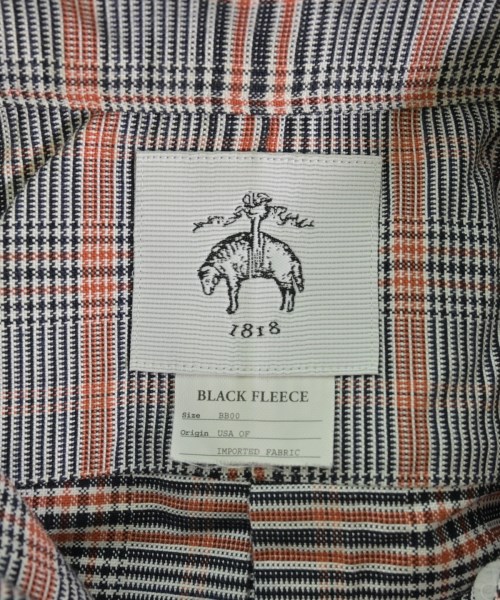 1818
BLACK FLEECE
Size BB00
Origin USA OF
IMPORTED FABRIC